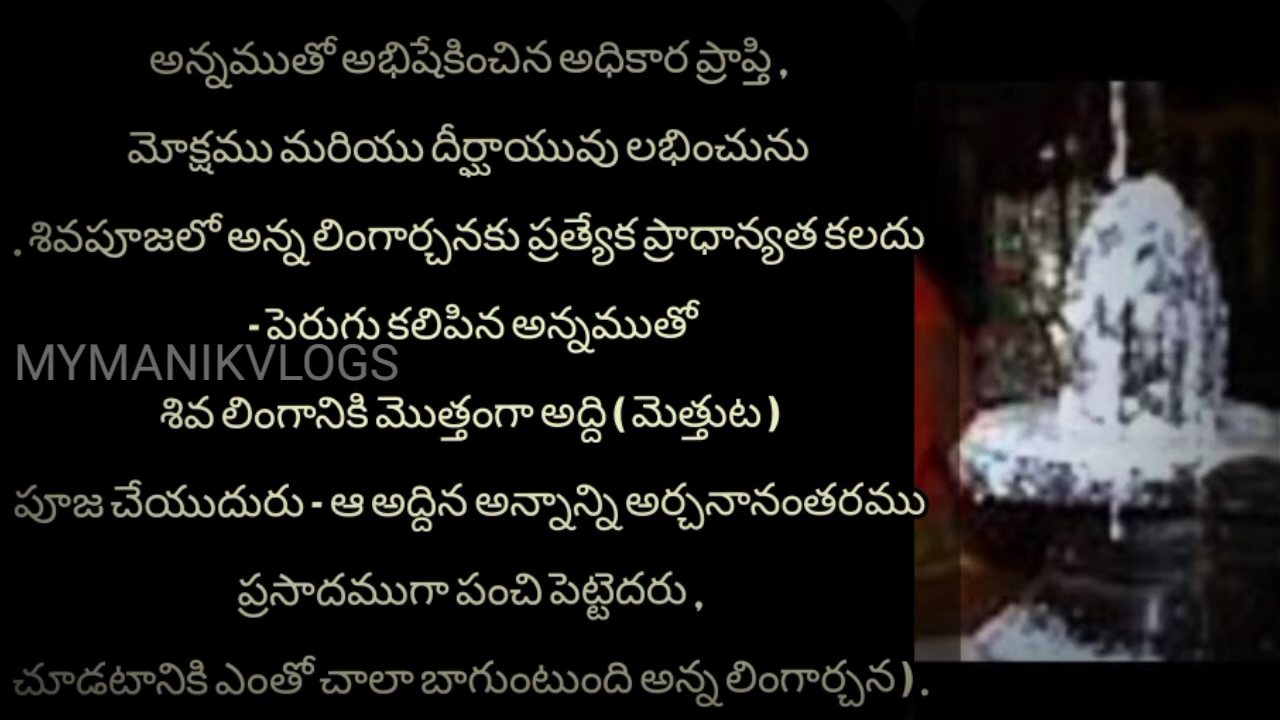 అన్నముతో అభిషేకించిన అధికార ప్రాప్తి ,
మోక్షము మరియు దీర్ఘాయువు లభించును
. శివపూజలో అన్న లింగార్చనకు ప్రత్యేక ప్రాధాన్యత కలదు
- పెరుగు కలిపిన అన్నముతో
MYMANIKVLOGS
శివ లింగానికి మొత్తంగా అద్ది ( మెత్తుట )
పూజ చేయుదురు - ఆ అద్దిన అన్నాన్ని అర్చనానంతరము
ప్రసాదముగా పంచి పెట్టెదరు ,
చూడటానికి ఎంతో చాలా బాగుంటుంది అన్న లింగార్చన ) .